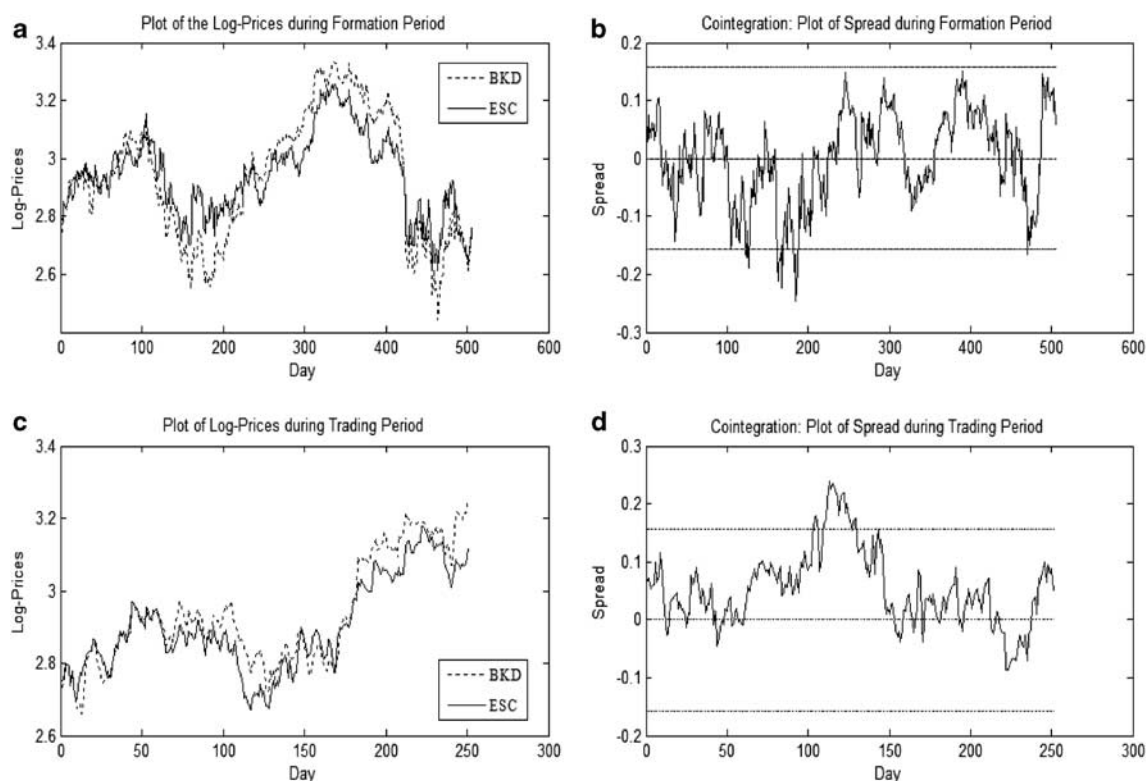 a
Plot of the Log-Prices during Formation Period
3.4
3.2
3
2.8
2.6
0
100
200
300
400
500
600
Log-Prices
Day
BKD
ESC
b
Cointegration: Plot of Spread during Formation Period
0.2
0.1
0
-0.1
-0.2
-0.3
0
100
200
300
400
500
600
Spread
Day
c
Plot of Log-Prices during Trading Period
3.4
3.2
3
2.8
2.6
0
50
100
150
200
250
300
Log-Prices
Day
BKD
ESC
d
Cointegration: Plot of Spread during Trading Period
0.3
0.2
0.1
0
-0.1
-0.2
0
50
100
150
200
250
300
Spread
Day